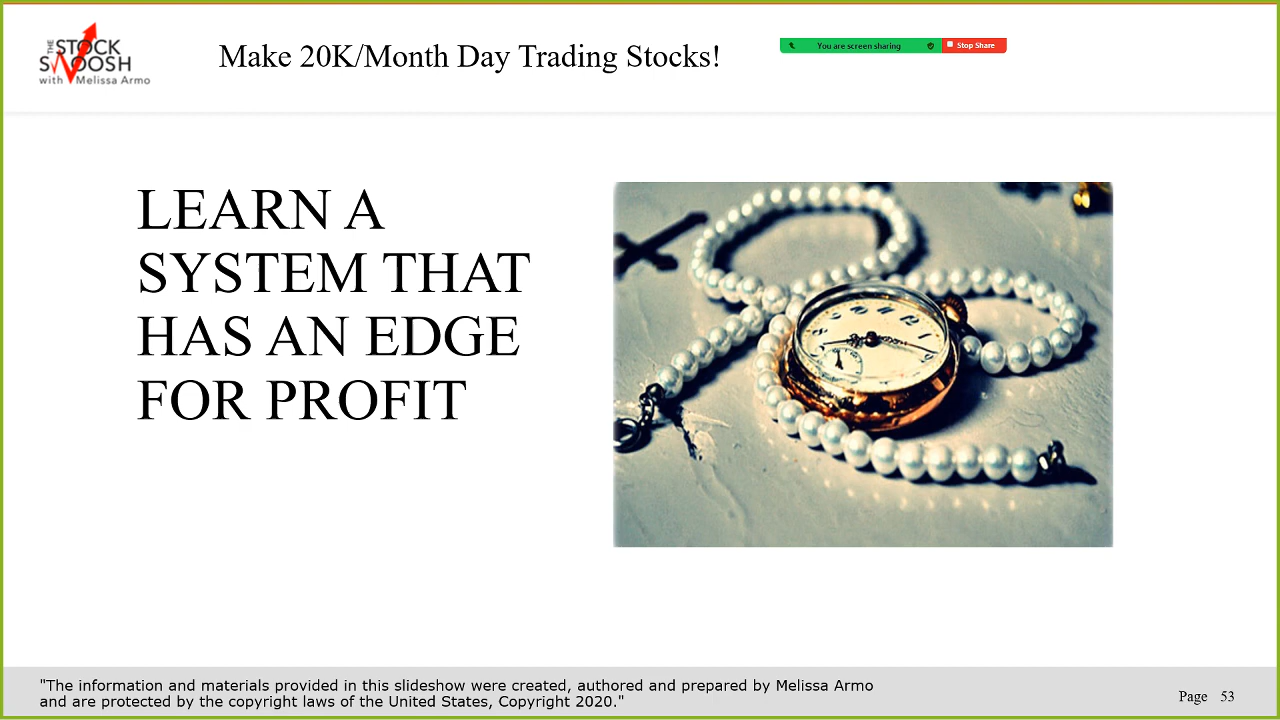 THE STOCK
SWOOSH
with Melissa Armo
Make 20K/Month Day Trading Stocks!
You are screen sharing
Stop Share
LEARN A
SYSTEM THAT
HAS AN EDGE
FOR PROFIT
"The information and materials provided in this slideshow were created, authored and prepared by Melissa Armo
and are protected by the copyright laws of the United States, Copyright 2020."
Page 53